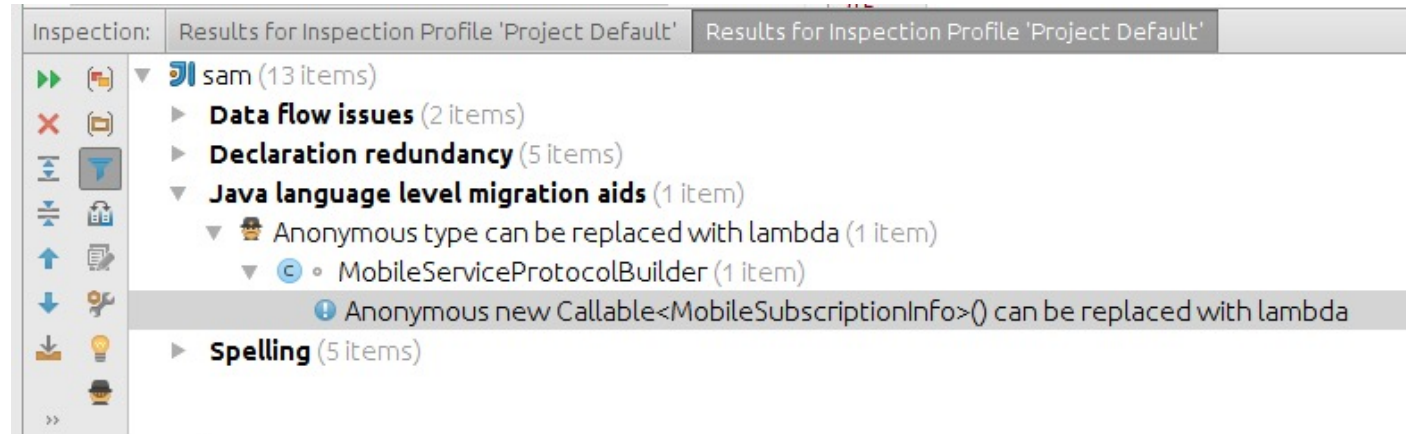 Inspection: Results for Inspection Profile 'Project Default' Results for Inspection Profile 'Project Default'
sam (13 items)
Data flow issues (2 items)
Declaration redundancy (5 items)
Java language level migration aids (1 item)
Anonymous type can be replaced with lambda (1 item)
C MobileServiceProtocolBuilder (1 item)
Anonymous new Callable<MobileSubscriptionInfo>() can be replaced with lambda
Spelling (5 items)